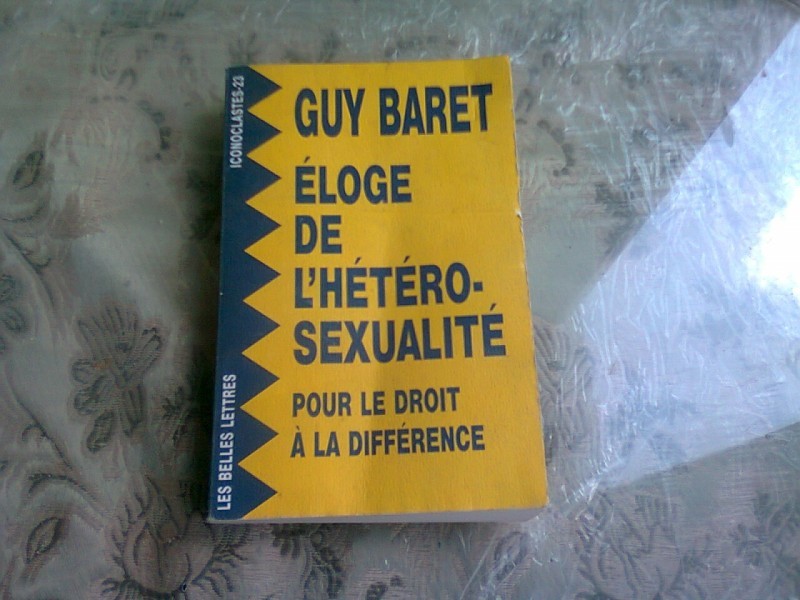 GUY BARET
ÉLOGE
DE
L'HÉTÉRO-
SEXUALITÉ
POUR LE DROIT
À LA DIFFÉRENCE
ICONOCLASTES-23
LES BELLES LETTRES